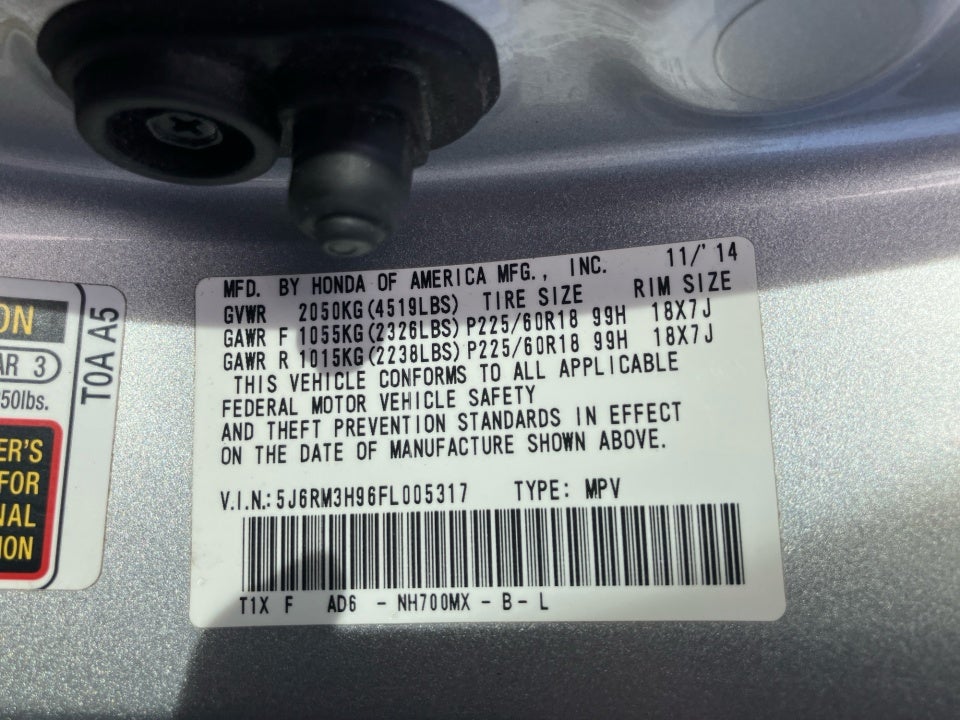 MFD. BY HONDA OF AMERICA MFG., INC. 11/'14
GVWR 2050KG(4519LBS) TIRE SIZE RIM SIZE
GAWR F 1055KG(2326LBS) P225/60R18 99H 18X7J
GAWR R 1015KG(2238LBS) P225/60R18 99H 18X7J
THIS VEHICLE CONFORMS TO ALL APPLICABLE
FEDERAL MOTOR VEHICLE SAFETY
AND THEFT PREVENTION STANDARDS IN EFFECT
ON THE DATE OF MANUFACTURE SHOWN ABOVE.
V.I.N.: 5J6RM3H96FL005317 TYPE: MPV
T1X F AD6 - NH700MX - B - L
ON
AR 3
50lbs.
ER'S
FOR
NAL
ION
T0A A5